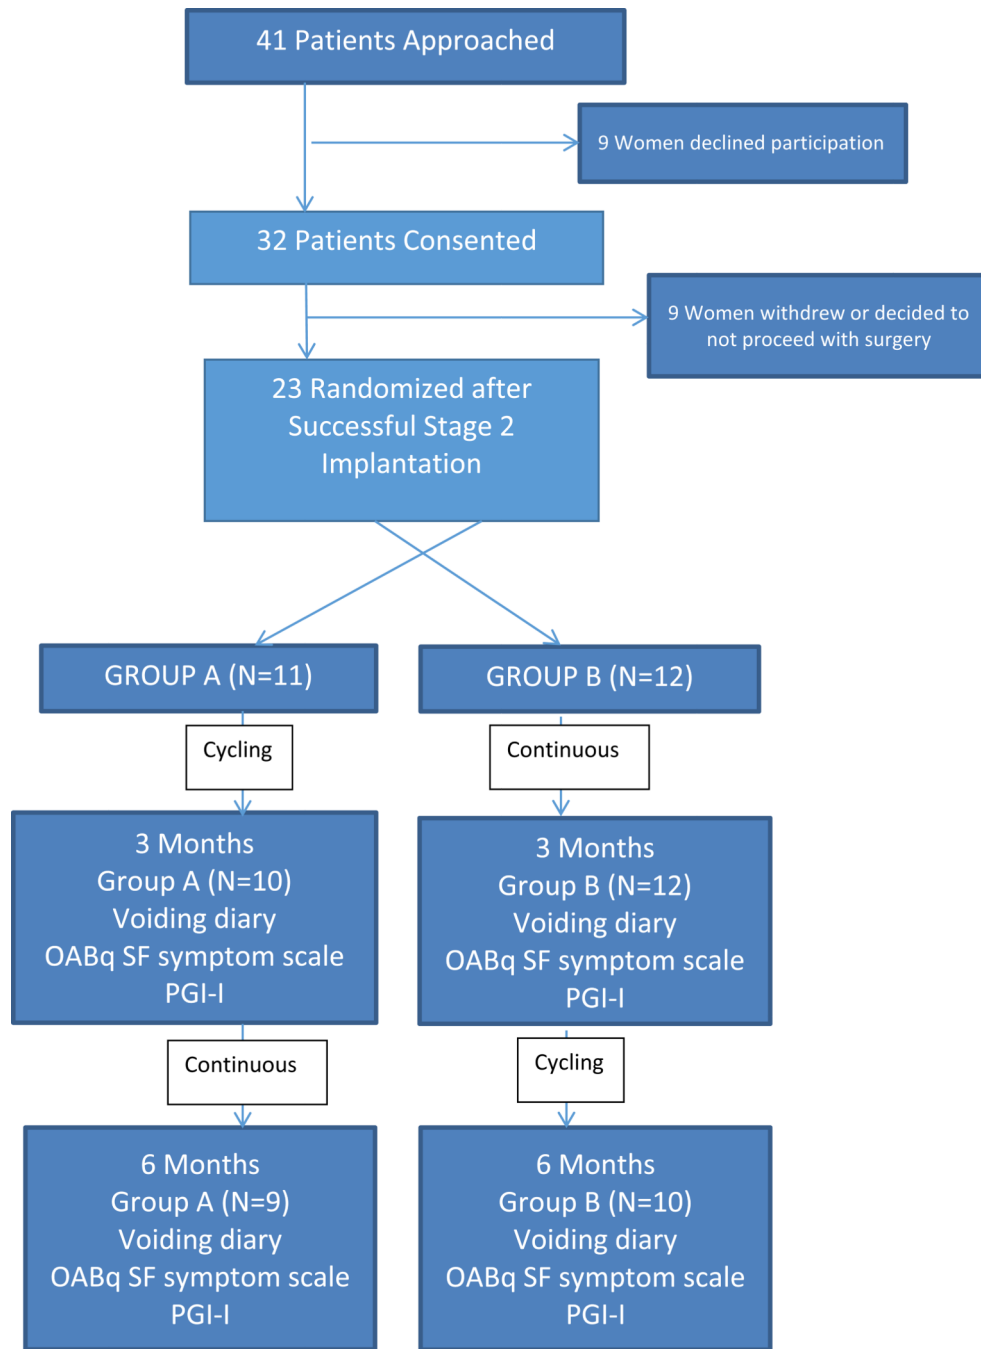 41 Patients Approached
9 Women declined participation
32 Patients Consented
9 Women withdrew or decided to
not proceed with surgery
23 Randomized after
Successful Stage 2
Implantation
GROUP A (N=11)
GROUP B (N=12)
Cycling
Continuous
3 Months
Group A (N=10)
Voiding diary
OABq SF symptom scale
PGI-I
3 Months
Group B (N=12)
Voiding diary
OABq SF symptom scale
PGI-I
Continuous
Cycling
6 Months
Group A (N=9)
Voiding diary
OABq SF symptom scale
PGI-I
6 Months
Group B (N=10)
Voiding diary
OABq SF symptom scale
PGI-I